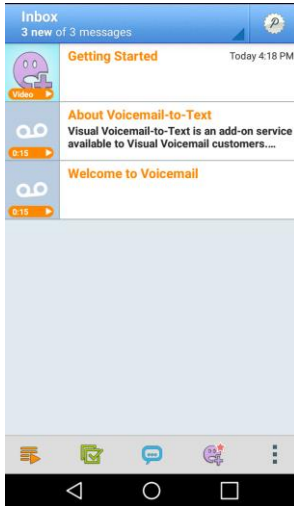 Inbox
3 new of 3 messages
P
Getting Started
Today 4:18 PM
Video
About Voicemail-to-Text
Visual Voicemail-to-Text is an add-on service
available to Visual Voicemail customers....
0:15
Welcome to Voicemail
0:15